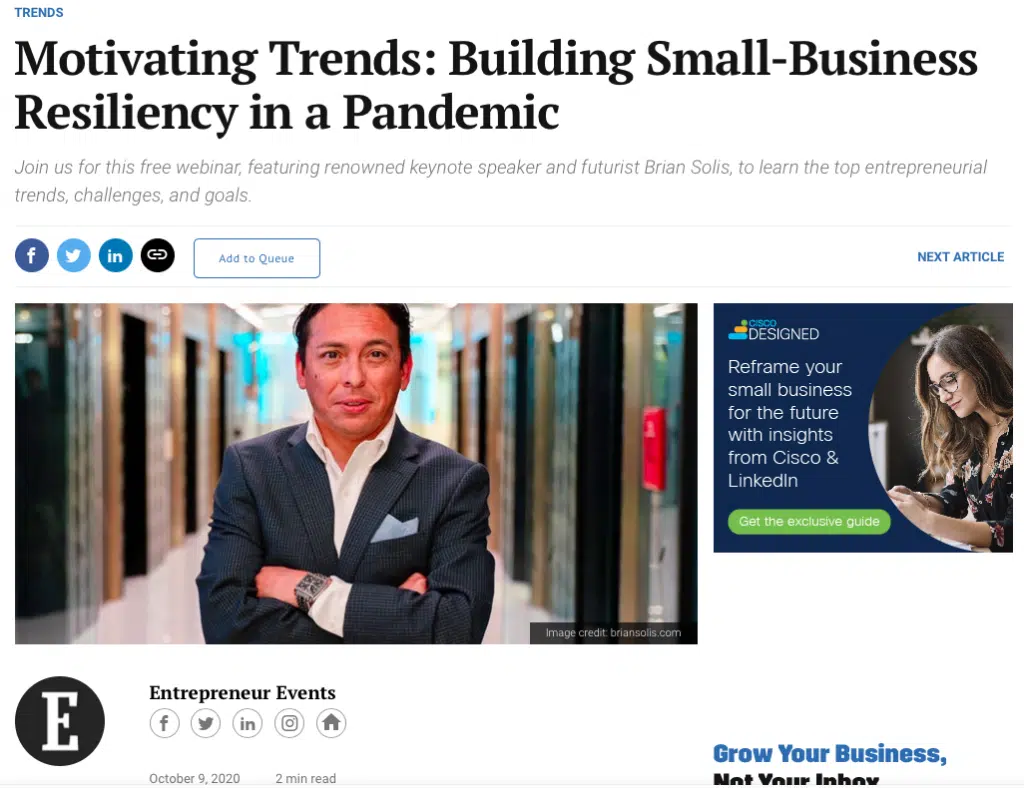 TRENDS
Motivating Trends: Building Small-Business
Resiliency in a Pandemic
Join us for this free webinar, featuring renowned keynote speaker and futurist Brian Solis, to learn the top entrepreneurial
trends, challenges, and goals.
f
in
Add to Queue
NEXT ARTICLE
CISCO
DESIGNED
Reframe your
small business
for the future
with insights
from Cisco &
LinkedIn
Get the exclusive guide
Image credit: briansolis.com
E
Entrepreneur Events
f
in
October 9, 2020
2 min read
Grow Your Business,
Not Your Inbox